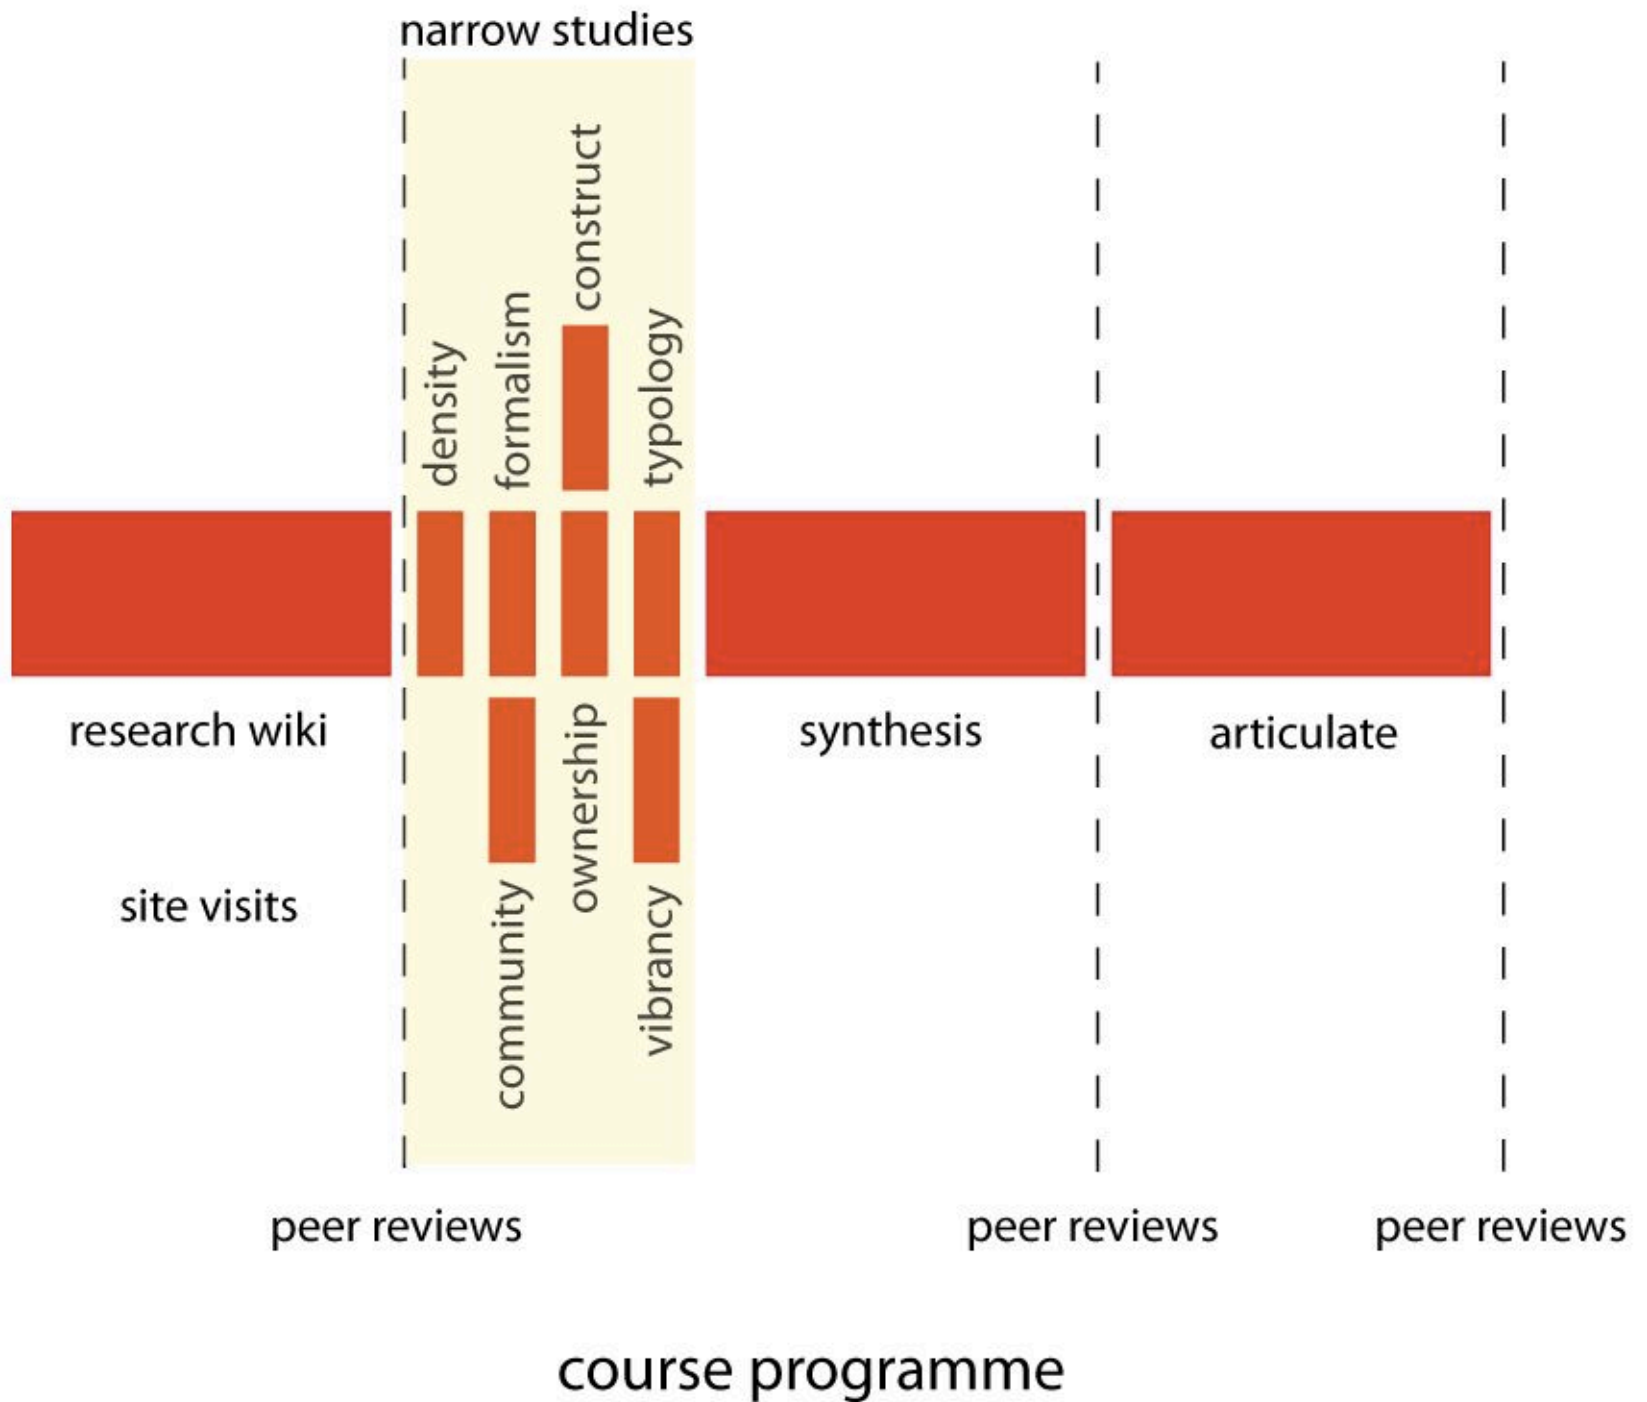 narrow studies
density
formalism
construct
typology
research wiki
site visits
community
ownership
vibrancy
synthesis
articulate
peer reviews
peer reviews
peer reviews
course programme